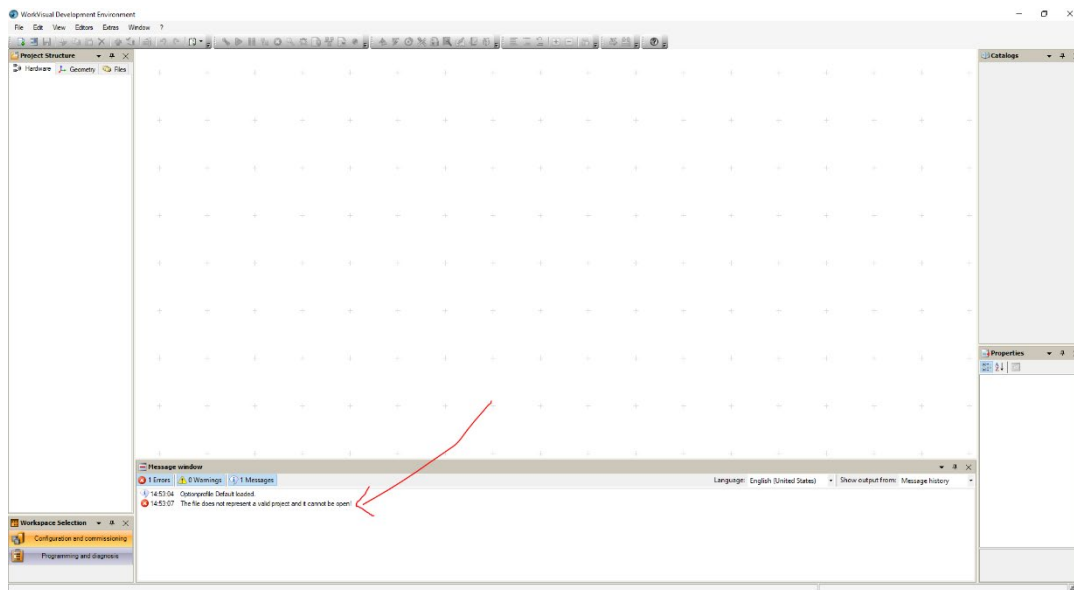 WorkVisual Development Environment
File Edit View Editors Extras Window ?
Project Structure
Hardware Geometry Files
Catalogs
Properties
Message window
1 Errors 0 Warnings 1 Messages
Language: English (United States) Show output from: Message history
14:53:04 Optionprofile Default loaded.
14:53:07 The file does not represent a valid project and it cannot be open!
Workspace Selection
Configuration and commissioning
Programming and diagnosis